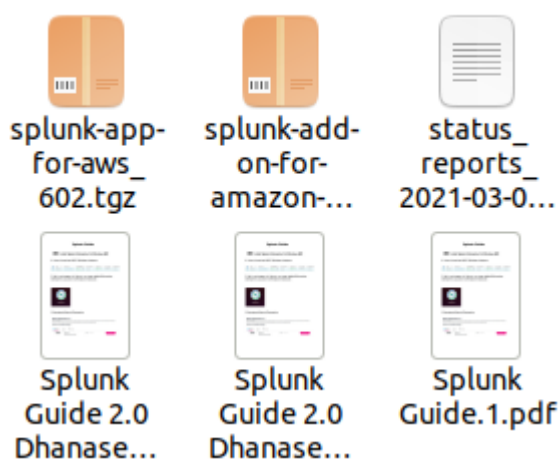 splunk-app-
for-aws_
602.tgz
splunk-add-
on-for-
amazon-...
status_
reports_
2021-03-0...
Splunk
Guide 2.0
Dhanase...
Splunk
Guide 2.0
Dhanase...
Splunk
Guide.1.pdf